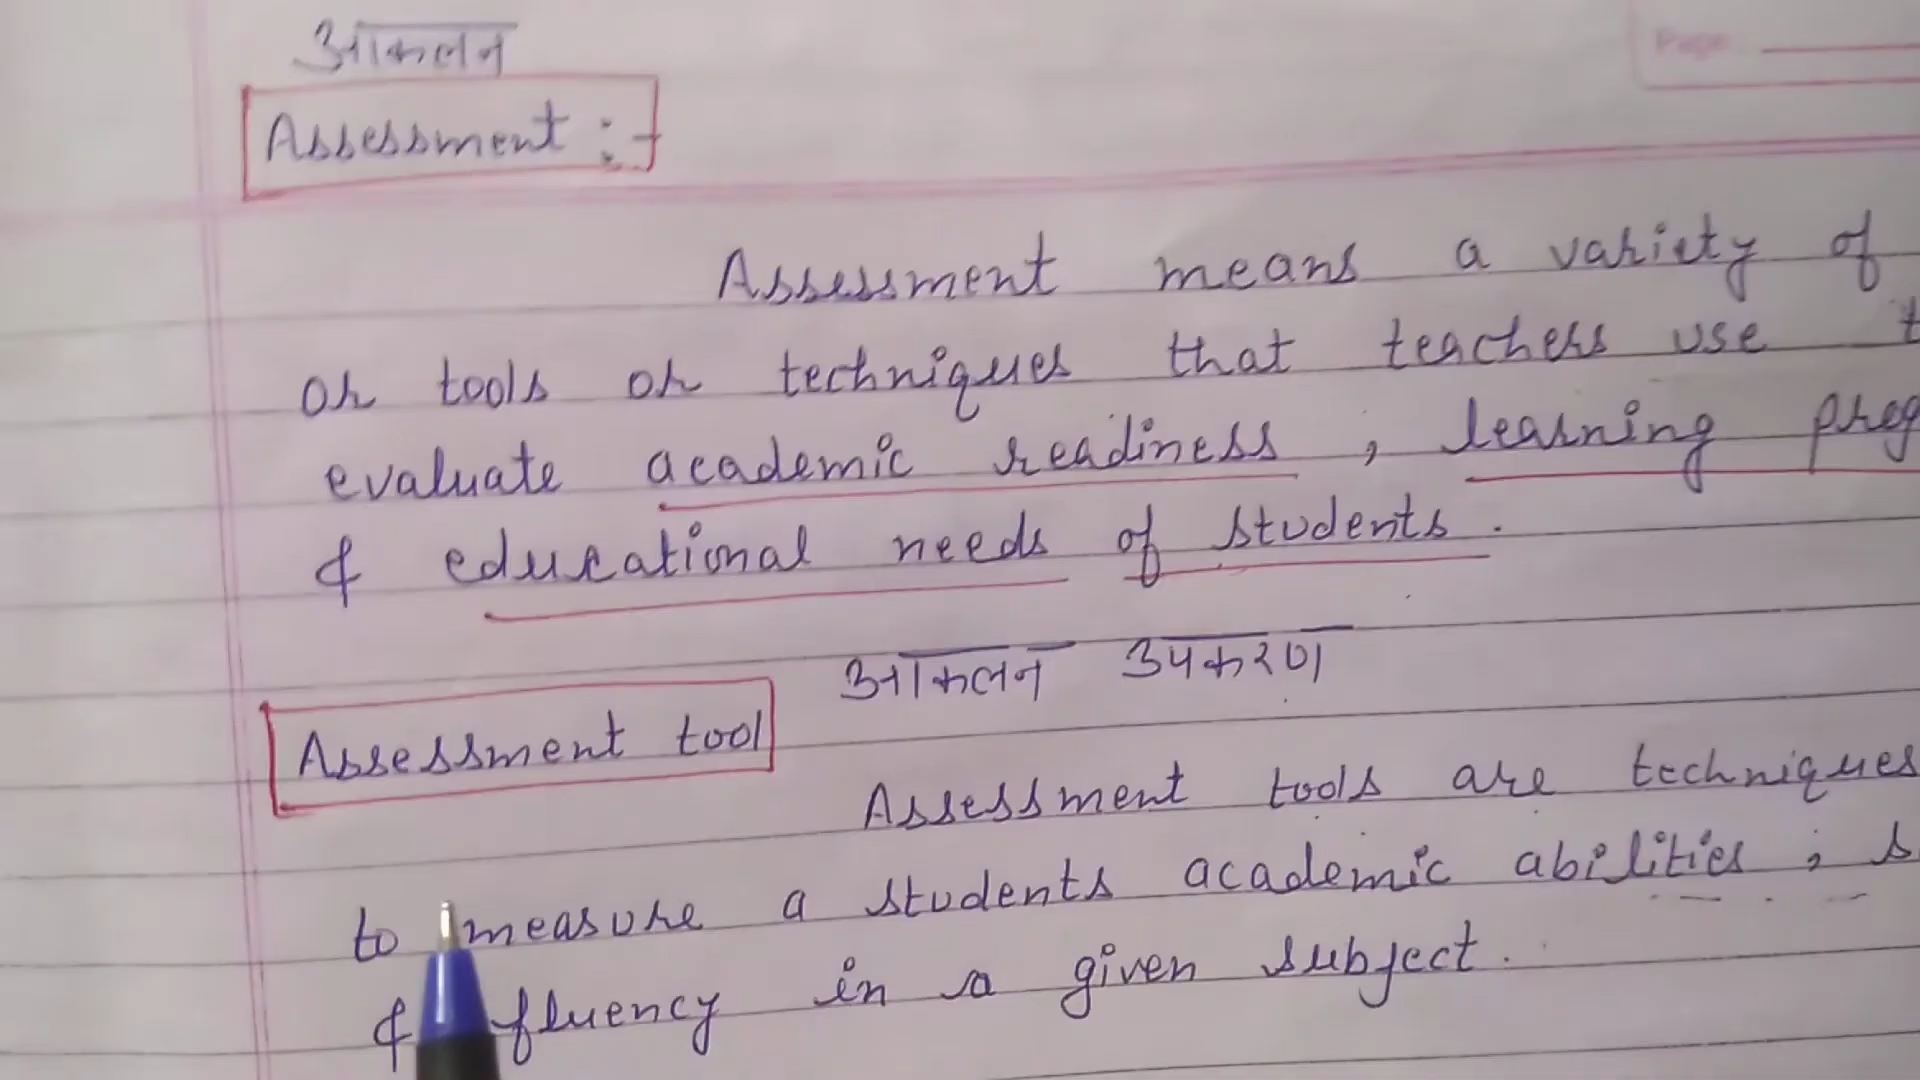 आकलन
Page
Assessment :-
Assessment means a variety of
or tools or techniques that teachers use
evaluate academic readiness, learning
& educational needs of students.
आकलन उपकरण
Assessment tool
Assessment tools are techniques
to measure a students academic abilities,
& fluency in a given subject.